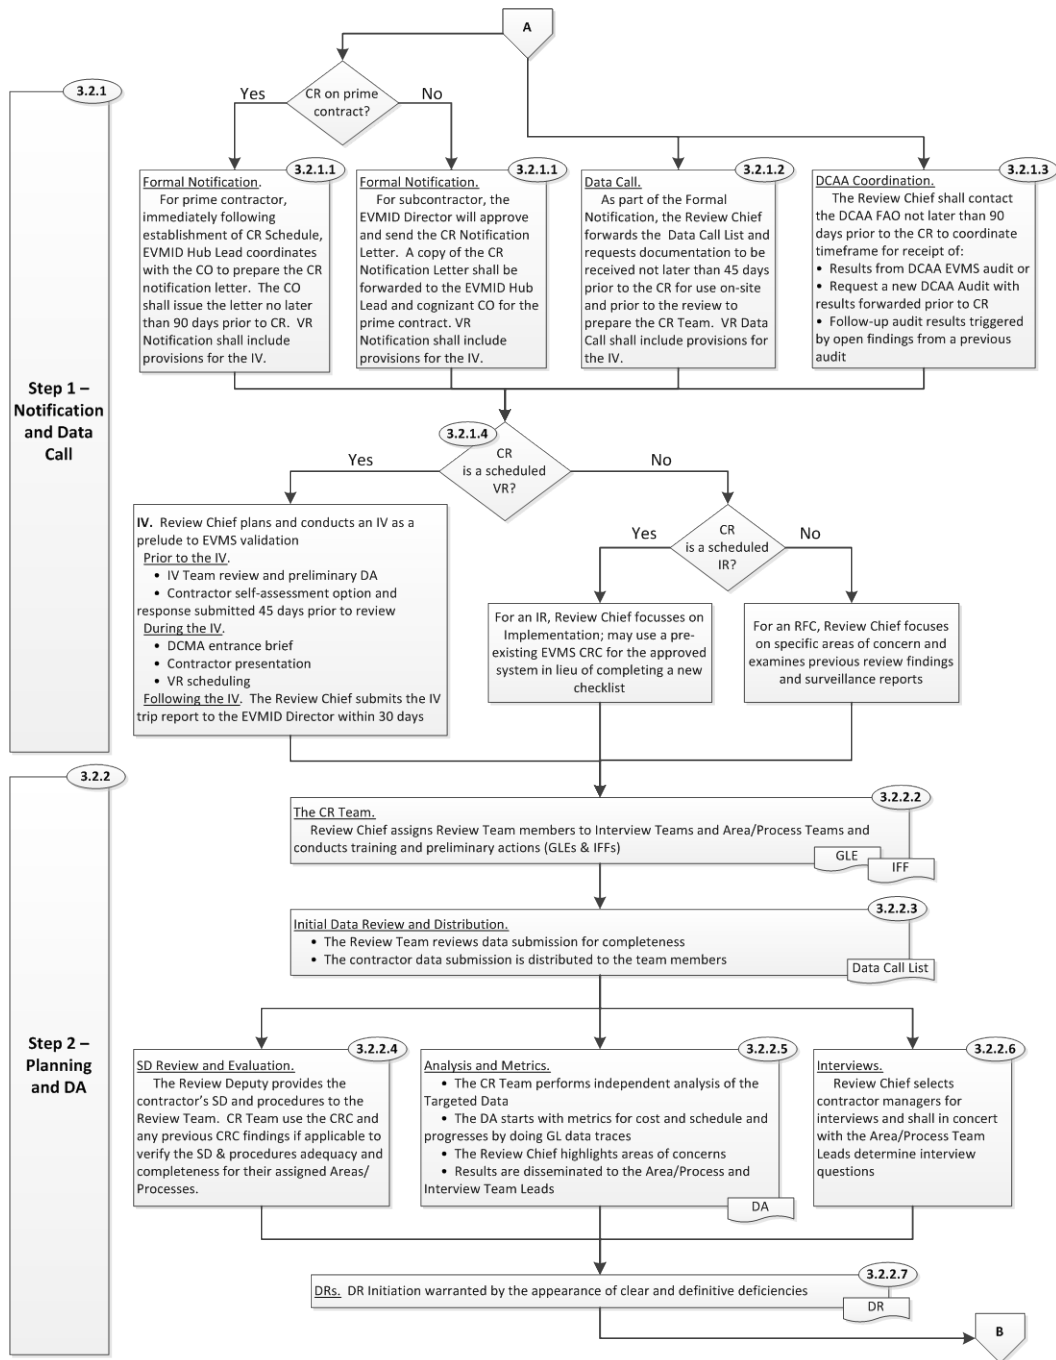 A
3.2.1
CR on prime
contract?
Yes
No
Step 1 –
Notification
and Data
Call
3.2.1.1
Formal Notification.
For prime contractor,
immediately following
establishment of CR Schedule,
EVMID Hub Lead coordinates
with the CO to prepare the CR
notification letter. The CO
shall issue the letter no later
than 90 days prior to CR. VR
Notification shall include
provisions for the IV.
3.2.1.1
Formal Notification.
For subcontractor, the
EVMID Director will approve
and send the CR Notification
Letter. A copy of the CR
Notification Letter shall be
forwarded to the EVMID Hub
Lead and cognizant CO for the
prime contract. VR
Notification shall include
provisions for the IV.
3.2.1.2
Data Call.
As part of the Formal
Notification, the Review Chief
forwards the Data Call List and
requests documentation to be
received not later than 45 days
prior to the CR for use on-site
and prior to the review to
prepare the CR Team. VR Data
Call shall include provisions for
the IV.
3.2.1.3
DCAA Coordination.
The Review Chief shall contact
the DCAA FAO not later than 90
days prior to the CR to coordinate
timeframe for receipt of:
• Results from DCAA EVMS audit or
• Request a new DCAA Audit with
results forwarded prior to CR
• Follow-up audit results triggered
by open findings from a previous
audit
3.2.1.4
CR
is a scheduled
VR?
Yes
No
IV. Review Chief plans and conducts an IV as a
prelude to EVMS validation
Prior to the IV.
• IV Team review and preliminary DA
• Contractor self-assessment option and
response submitted 45 days prior to review
During the IV.
• DCMA entrance brief
• Contractor presentation
• VR scheduling
Following the IV. The Review Chief submits the IV
trip report to the EVMID Director within 30 days
CR
is a scheduled
IR?
Yes
No
For an IR, Review Chief focusses on
Implementation; may use a pre-
existing EVMS CRC for the approved
system in lieu of completing a new
checklist
For an RFC, Review Chief focuses
on specific areas of concern and
examines previous review findings
and surveillance reports
3.2.2
Step 2 –
Planning
and DA
3.2.2.2
The CR Team.
Review Chief assigns Review Team members to Interview Teams and Area/Process Teams and
conducts training and preliminary actions (GLEs & IFFs)
GLE
IFF
3.2.2.3
Initial Data Review and Distribution.
• The Review Team reviews data submission for completeness
• The contractor data submission is distributed to the team members
Data Call List
3.2.2.4
SD Review and Evaluation.
The Review Deputy provides the
contractor’s SD and procedures to the
Review Team. CR Team use the CRC and
any previous CRC findings if applicable to
verify the SD & procedures adequacy and
completeness for their assigned Areas/
Processes.
3.2.2.5
Analysis and Metrics.
• The CR Team performs independent analysis of the
Targeted Data
• The DA starts with metrics for cost and schedule and
progresses by doing GL data traces
• The Review Chief highlights areas of concerns
• Results are disseminated to the Area/Process and
Interview Team Leads
DA
3.2.2.6
Interviews.
Review Chief selects
contractor managers for
interviews and shall in concert
with the Area/Process Team
Leads determine interview
questions
3.2.2.7
DRs. DR Initiation warranted by the appearance of clear and definitive deficiencies
DR
B